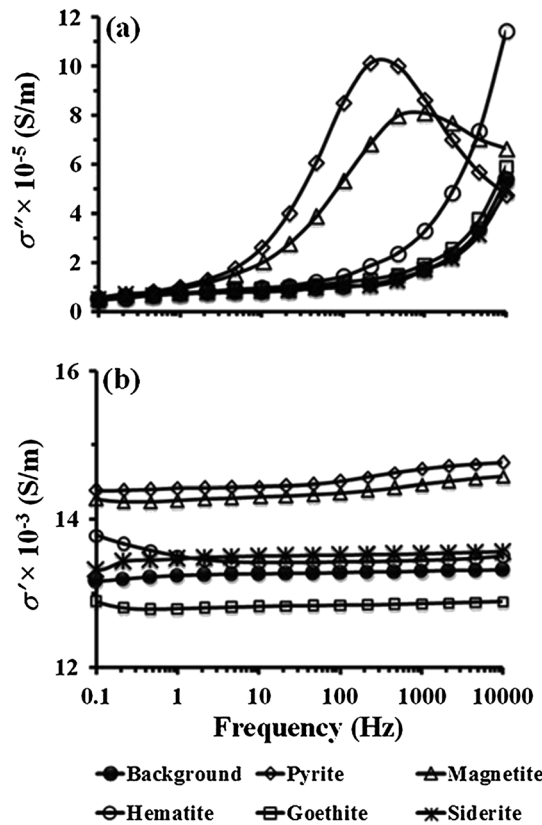 12
(a)
10
8
6
4
2
0
σ″× 10-5 (S/m)
16
(b)
14
12
σ′× 10-3 (S/m)
0.1 1 10 100 1000 10000
Frequency (Hz)
Background Pyrite Magnetite
Hematite Goethite Siderite